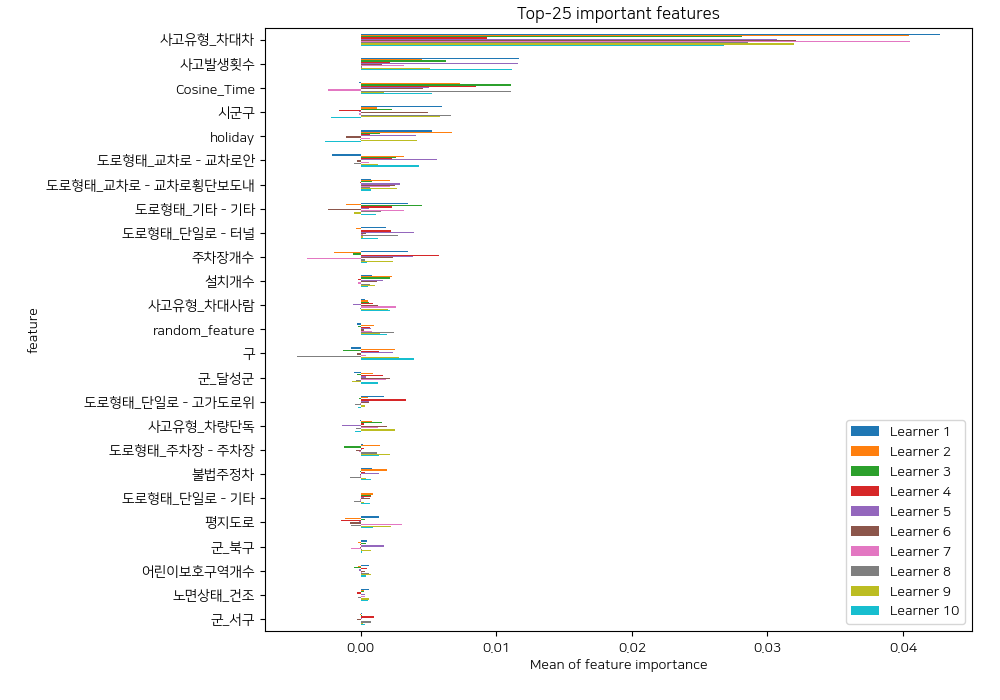 Top-25 important features
사고유형_차대차
사고발생횟수
Cosine_Time
시군구
holiday
도로형태_교차로 - 교차로안
도로형태_교차로 - 교차로횡단보도내
도로형태_기타 - 기타
도로형태_단일로 - 터널
주차장개수
설치개수
사고유형_차대사람
random_feature
구
군_달성군
도로형태_단일로 - 고가도로위
사고유형_차량단독
도로형태_주차장 - 주차장
불법주정차
도로형태_단일로 - 기타
평지도로
군_북구
어린이보호구역개수
노면상태_건조
군_서구
feature
Learner 1
Learner 2
Learner 3
Learner 4
Learner 5
Learner 6
Learner 7
Learner 8
Learner 9
Learner 10
0.00 0.01 0.02 0.03 0.04
Mean of feature importance